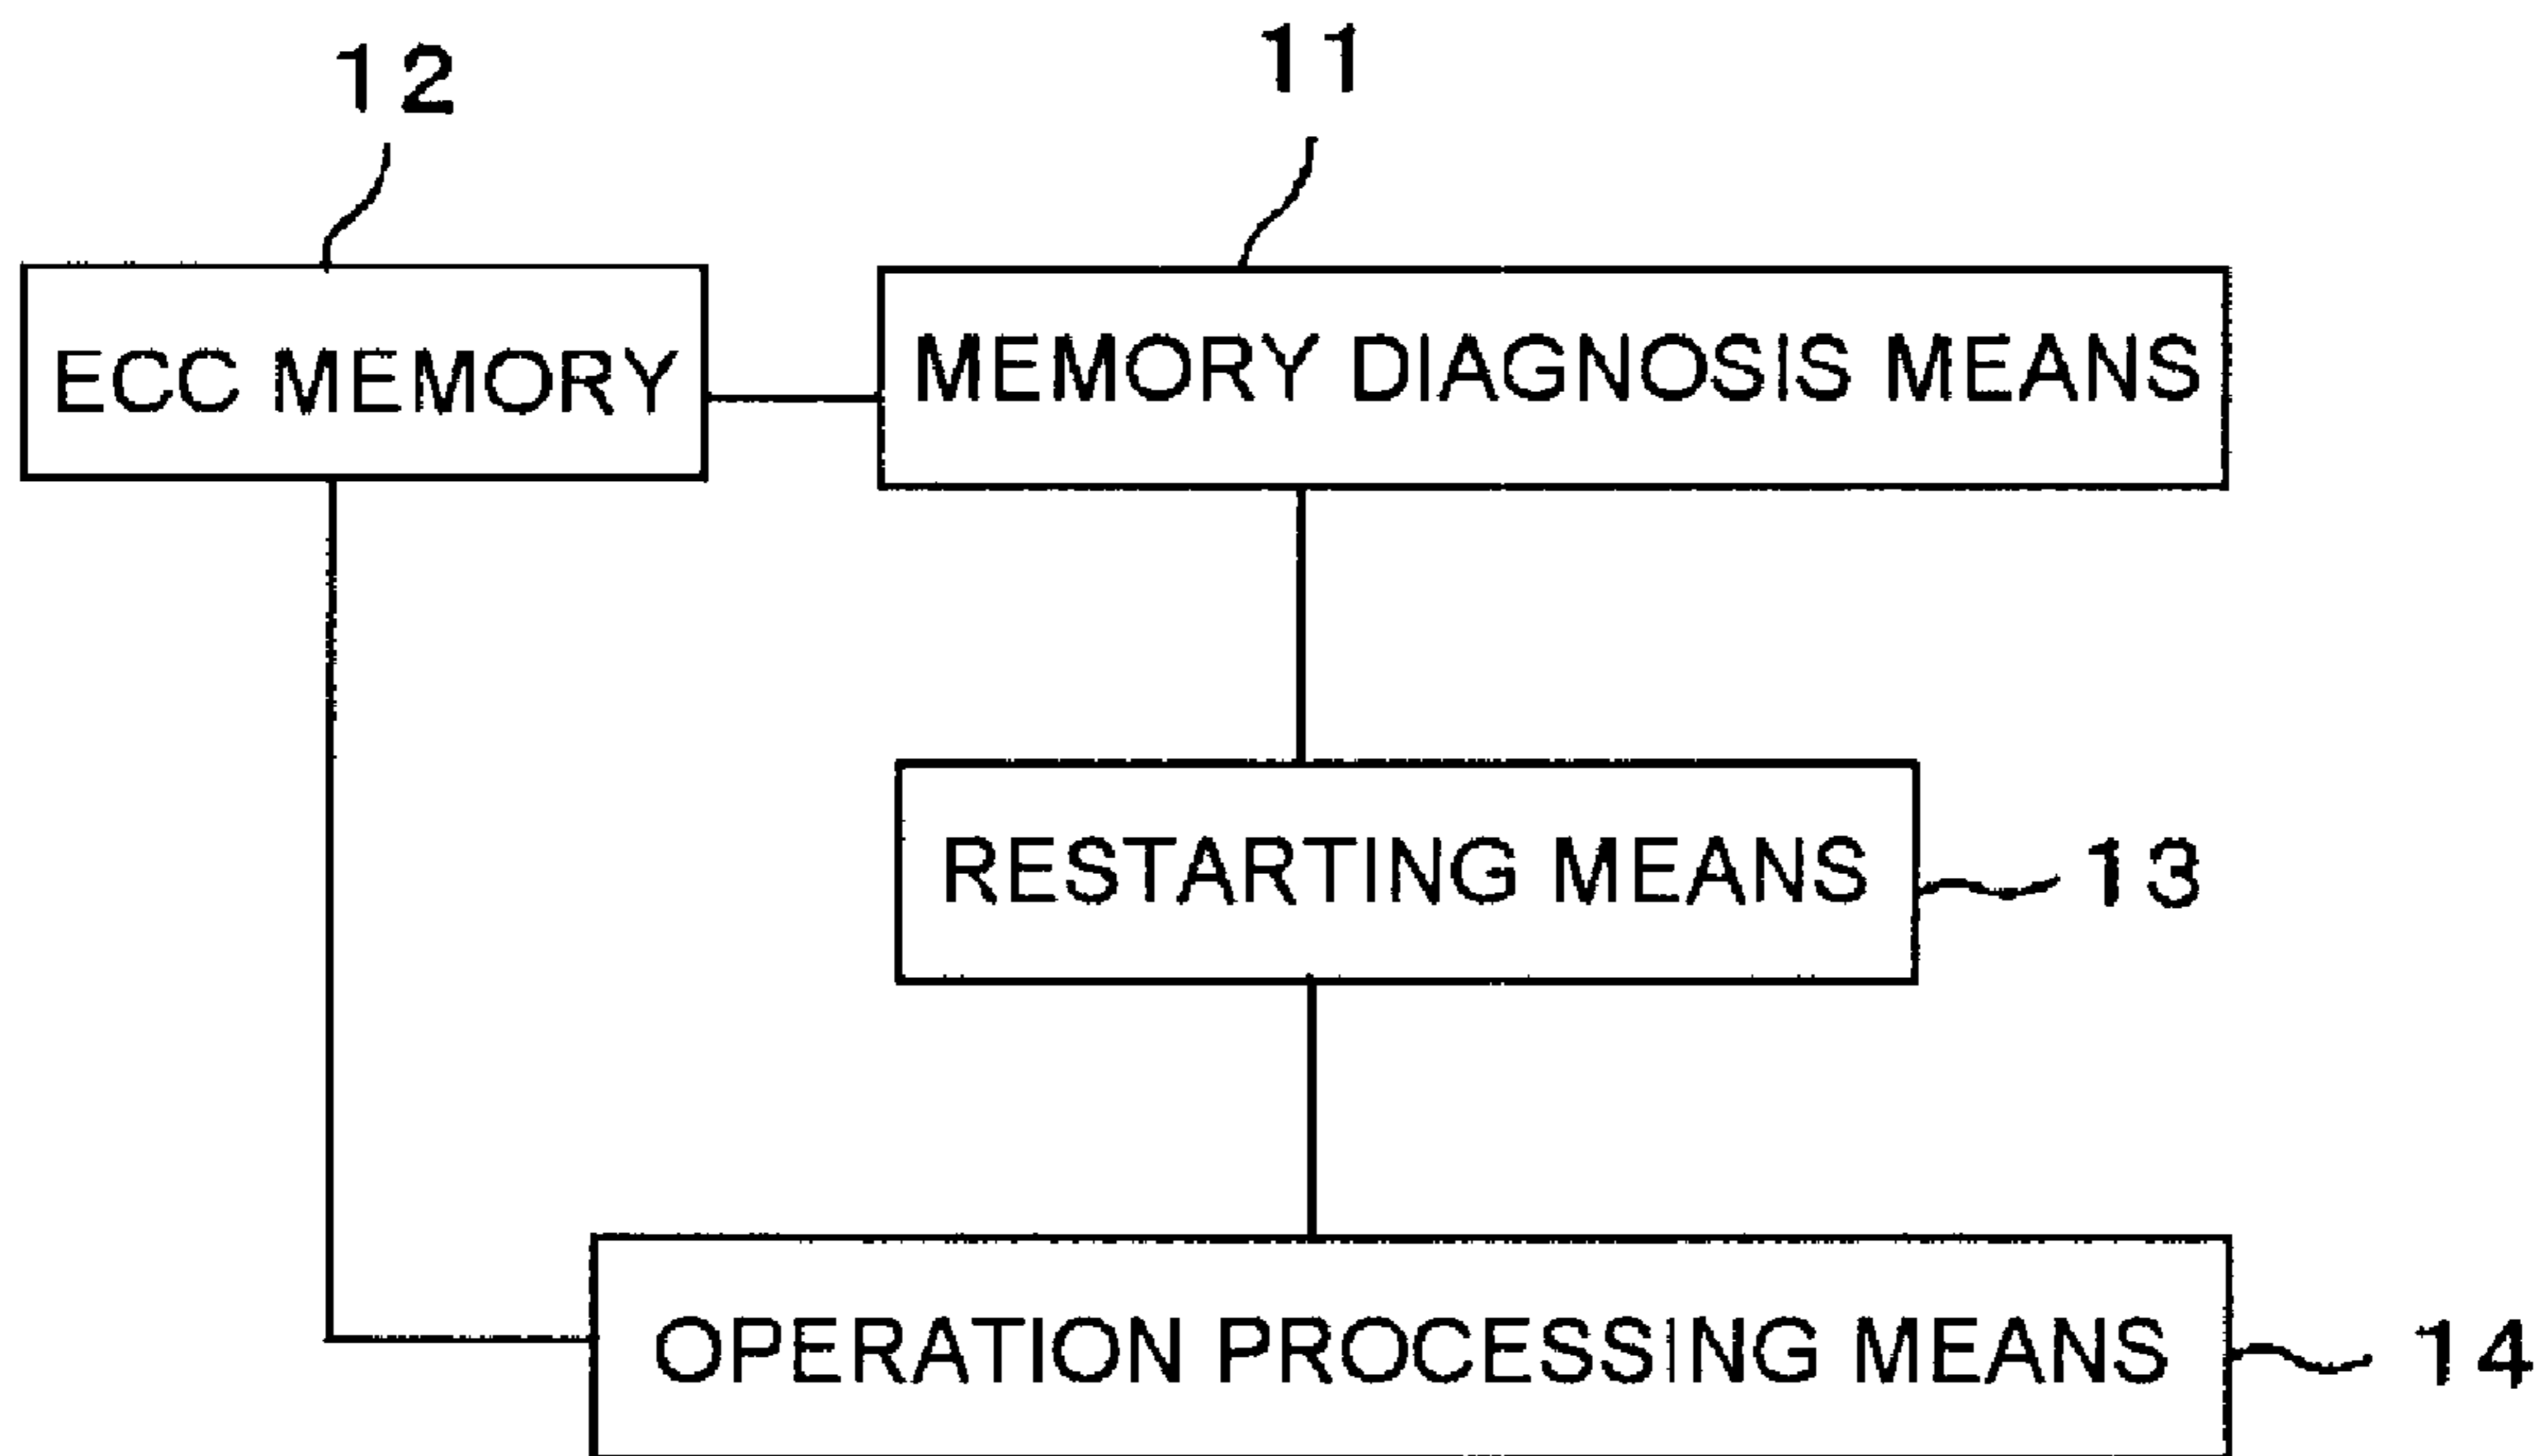 12
11
ECC MEMORY
MEMORY DIAGNOSIS MEANS
RESTARTING MEANS
13
OPERATION PROCESSING MEANS
14